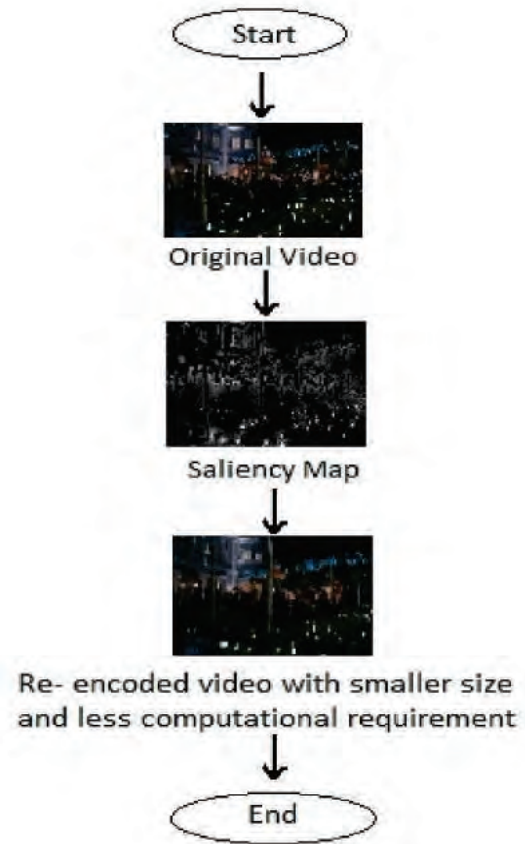 Start
Original Video
Saliency Map
Re- encoded video with smaller size
and less computational requirement
End